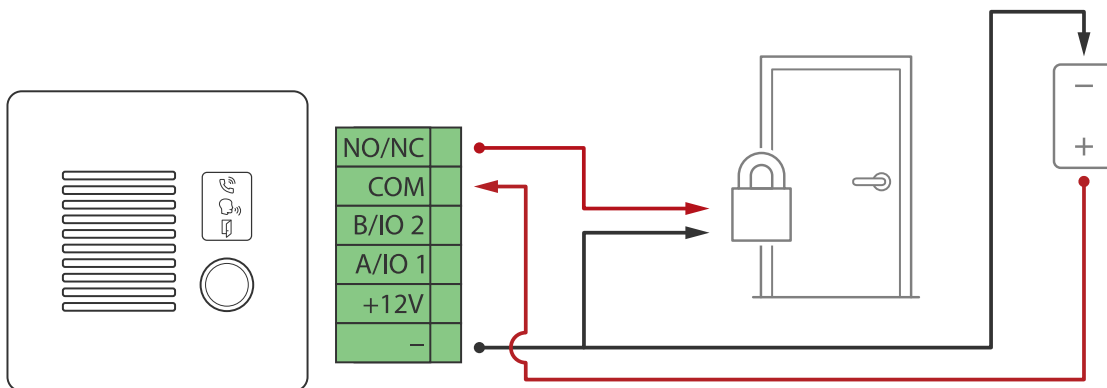 NO/NC
COM
B/IO 2
A/IO 1
+12V
–
–
+